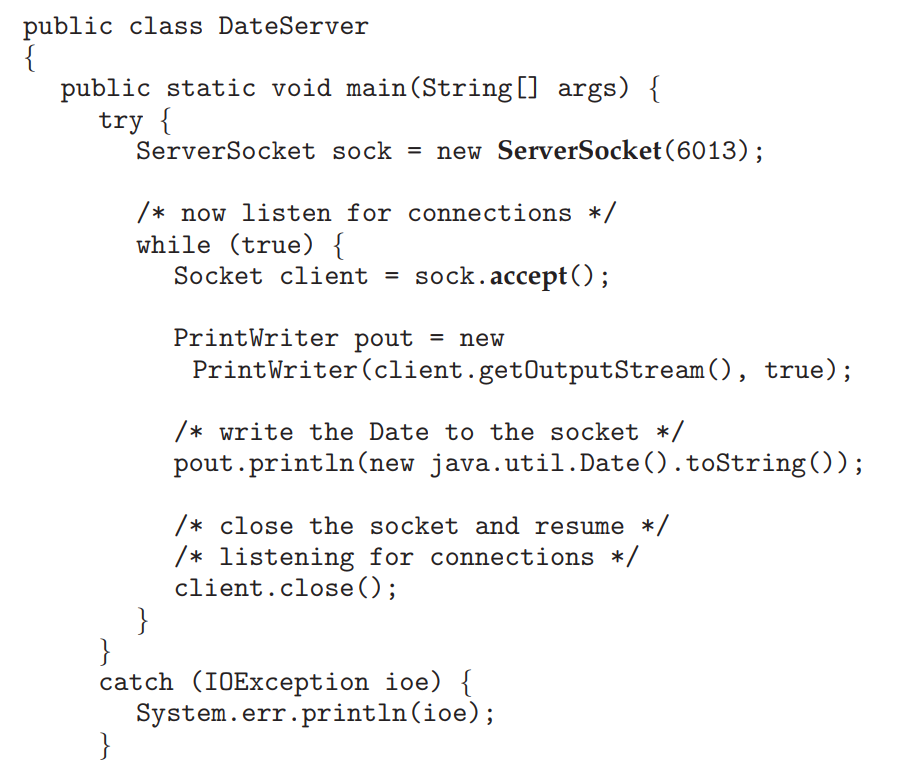 public class DateServer
{
public static void main(String[] args) {
try {
ServerSocket sock = new ServerSocket(6013);
/* now listen for connections */
while (true) {
Socket client = sock.accept();
PrintWriter pout = new
PrintWriter(client.getOutputStream(), true);
/* write the Date to the socket */
pout.println(new java.util.Date().toString());
/* close the socket and resume */
/* listening for connections */
client.close();
}
}
catch (IOException ioe) {
System.err.println(ioe);
}